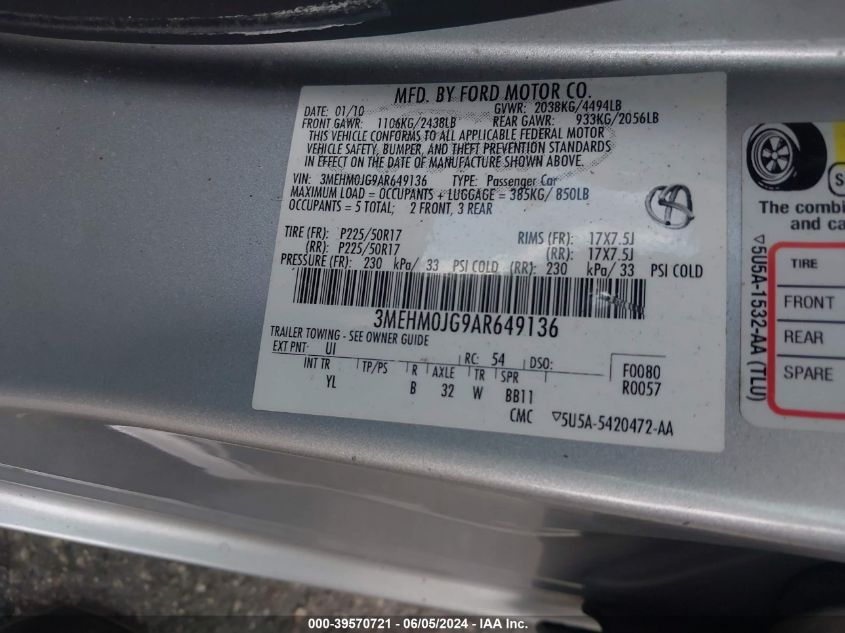 MFD. BY FORD MOTOR CO.
DATE: 01/10 GVWR: 2038KG/4494LB
FRONT GAWR: 1106KG/2438LB REAR GAWR: 933KG/2056LB
THIS VEHICLE CONFORMS TO ALL APPLICABLE FEDERAL MOTOR
VEHICLE SAFETY, BUMPER, AND THEFT PREVENTION STANDARDS
IN EFFECT ON THE DATE OF MANUFACTURE SHOWN ABOVE.
VIN: 3MEHM0JG9AR649136 TYPE: Passenger Car
MAXIMUM LOAD = OCCUPANTS + LUGGAGE = 385KG/ 850LB
OCCUPANTS = 5 TOTAL; 2 FRONT, 3 REAR
TIRE (FR): P225/50R17 RIMS (FR): 17X7.5J
(RR): P225/50R17 (RR): 17X7.5J
PRESSURE (FR): 230 kPa/ 33 PSI COLD (RR): 230 kPa/ 33 PSI COLD
3MEHM0JG9AR649136
TRAILER TOWING - SEE OWNER GUIDE
EXT PNT: UI RC: 54 DSO: F0080
INT TR TP/PS R AXLE TR SPR R0057
YL B 32 W BB11
CMC ▽5U5A-5420472-AA
S
The combi
and ca
TIRE
FRONT
REAR
SPARE
▽5U5A-1532-AA (TLU)
000-39570721 / 06/05/2024 - IAA Inc.